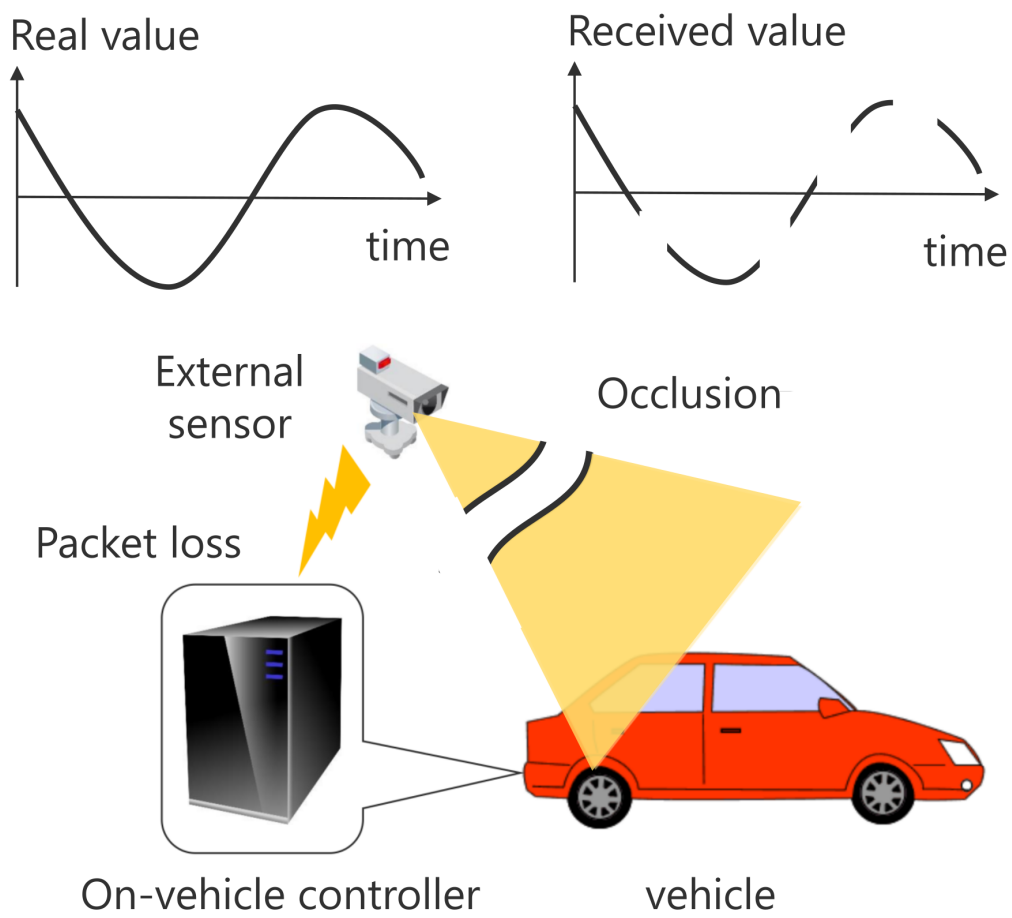 Real value
Received value
time
time
External
sensor
Occlusion
Packet loss
On-vehicle controller
vehicle